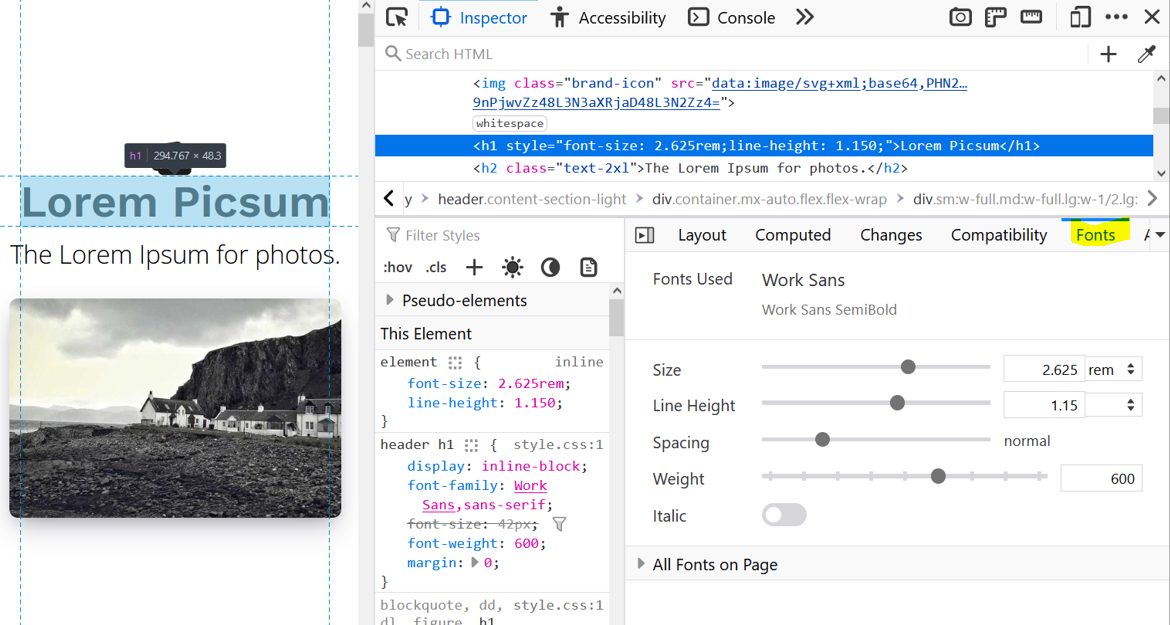 Inspector
Accessibility
Console
Search HTML
<img class="brand-icon" src="data:image/svg+xml;base64,PHN2…
9nPjwvZz48L3N3aXRjaD48L3N2Zz4=">
whitespace
<h1 style="font-size: 2.625rem;line-height: 1.150;">Lorem Picsum</h1>
<h2 class="text-2xl">The Lorem Ipsum for photos.</h2>
y > header.content-section-light > div.container.mx-auto.flex.flex-wrap > div.sm:w-full.md:w-full.lg:w-1/2.lg:
h1 294.767 × 48.3
Lorem Picsum
The Lorem Ipsum for photos.
Filter Styles
:hov .cls
Pseudo-elements
This Element
element { inline
font-size: 2.625rem;
line-height: 1.150;
}
header h1 { style.css:1
display: inline-block;
font-family: Work
Sans,sans-serif;
font-size: 42px;
font-weight: 600;
margin: 0;
}
blockquote, dd, style.css:1
dl, figure, h1
Layout Computed Changes Compatibility Fonts
Fonts Used Work Sans
Work Sans SemiBold
Size 2.625 rem
Line Height 1.15
Spacing normal
Weight 600
Italic
All Fonts on Page